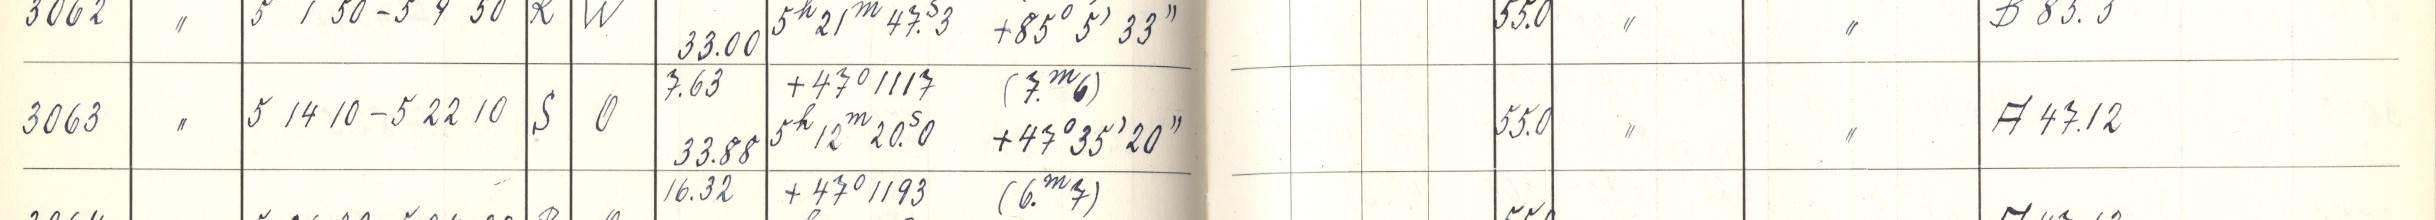 3062 " 5 1 50 - 5 9 50 R W 33.00 5h 21m 47.s3 +85° 5' 33" 55.0 " " B 85.3
7.63 +47° 1117 (7.m6)
3063 " 5 14 10 - 5 22 10 S O 33.88 5h 12m 20.s0 +47° 35' 20" 55.0 " " A 47.12
16.32 +47° 1193 (6.m7)